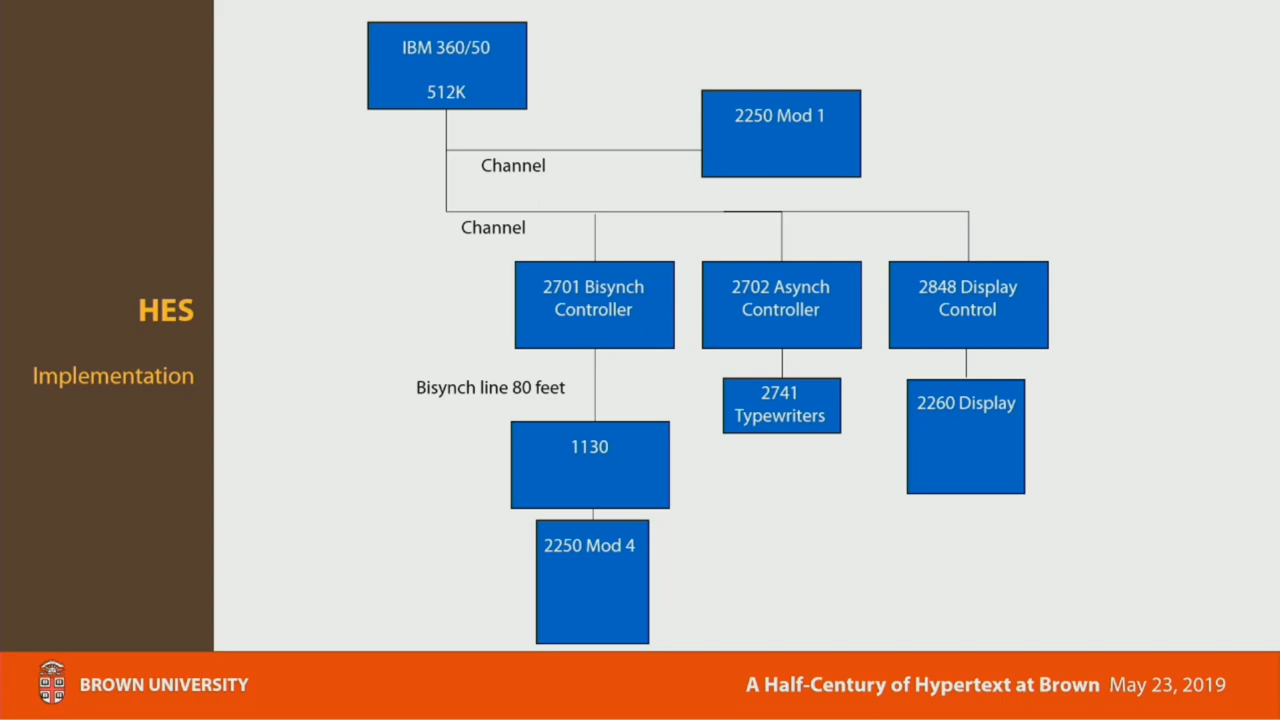 IBM 360/50
512K
2250 Mod 1
Channel
Channel
2701 Bisynch
Controller
2702 Asynch
Controller
2848 Display
Control
HES
Implementation
Bisynch line 80 feet
2741
Typewriters
2260 Display
1130
2250 Mod 4
BROWN UNIVERSITY
A Half-Century of Hypertext at Brown May 23, 2019